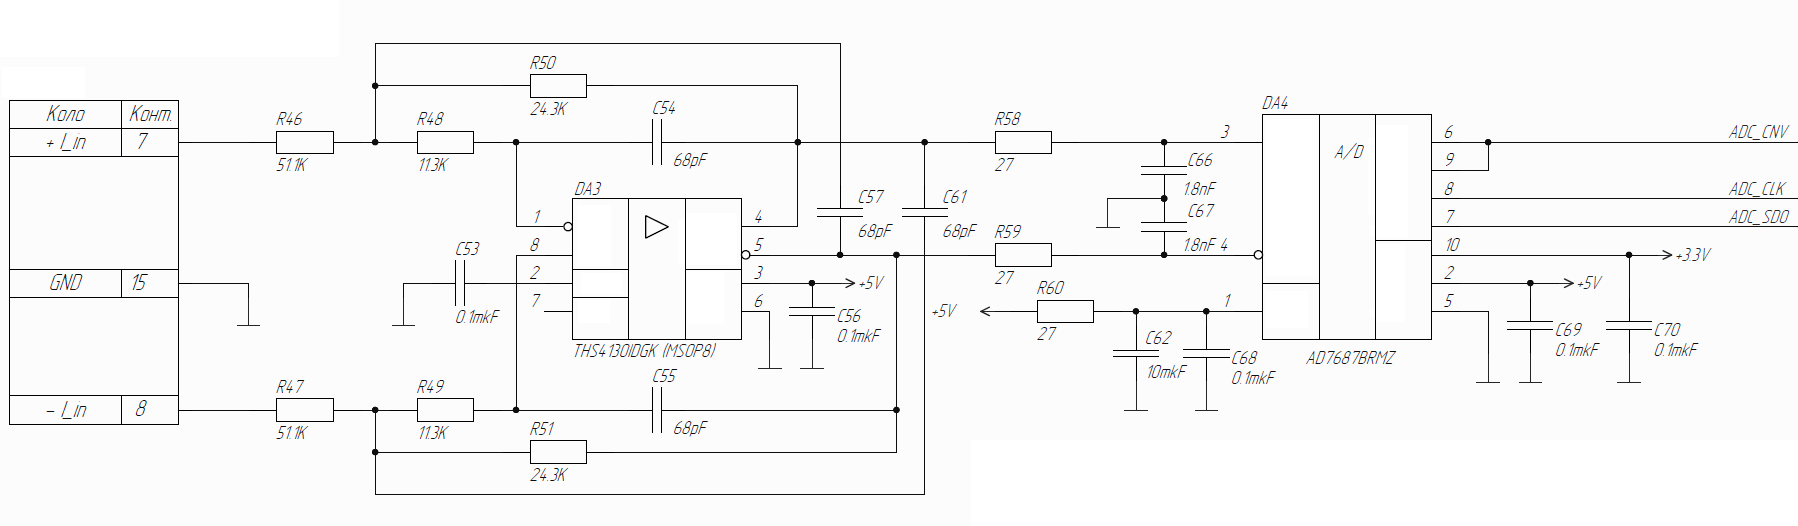 Коло Конт.
+ I_in 7
GND 15
– I_in 8
R46
51.1K
R48
11.3K
R50
24.3K
C54
68pF
DA3
1
8
2
7
4
5
3
6
THS4130IDGK (MSOP8)
C53
0.1mkF
C57
68pF
C61
68pF
+5V
C56
0.1mkF
R47
51.1K
R49
11.3K
C55
68pF
R51
24.3K
R58
27
R59
27
+5V
R60
27
C66
1.8nF
C67
1.8nF
C62
10mkF
C68
0.1mkF
DA4
A/D
3
4
1
6
9
8
7
10
2
5
AD7687BRMZ
ADC_CNV
ADC_CLK
ADC_SDO
+3.3V
+5V
C69
0.1mkF
C70
0.1mkF